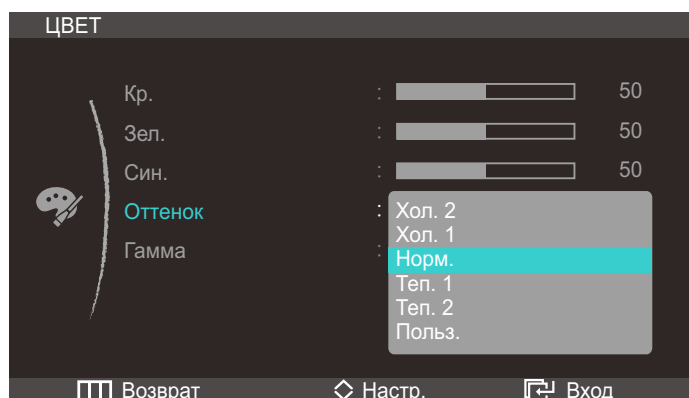 ЦВЕТ
Кр. : 50
Зел. : 50
Син. : 50
Оттенок : Хол. 2
Хол. 1
Гамма :
Норм.
Теп. 1
Теп. 2
Польз.
Возврат Настр. Вход